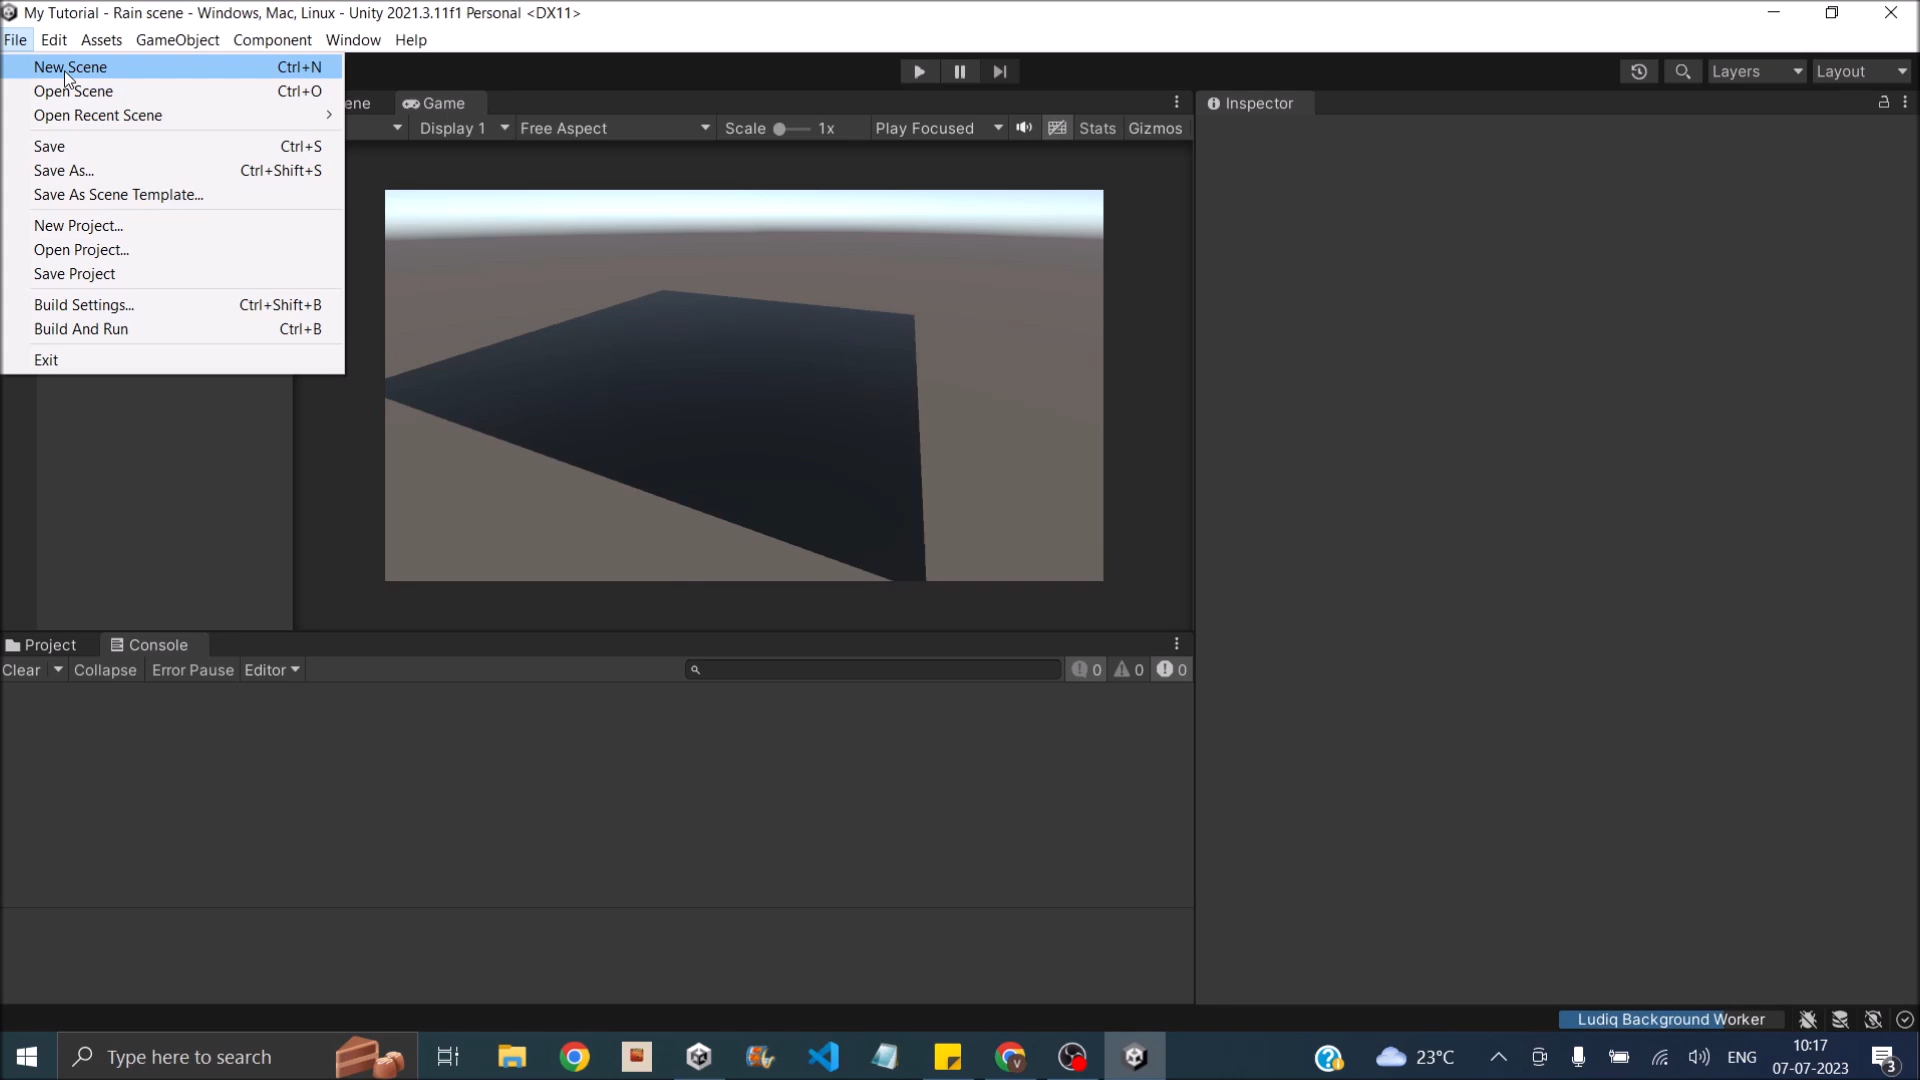 My Tutorial - Rain scene - Windows, Mac, Linux - Unity 2021.3.11f1 Personal <DX11>
File Edit Assets GameObject Component Window Help
New Scene Ctrl+N
Open Scene Ctrl+O
Open Recent Scene
Save Ctrl+S
Save As... Ctrl+Shift+S
Save As Scene Template...
New Project...
Open Project...
Save Project
Build Settings... Ctrl+Shift+B
Build And Run Ctrl+B
Exit
Layers Layout
ene Game
Display 1 Free Aspect Scale 1x Play Focused Stats Gizmos
Inspector
Project Console
Clear Collapse Error Pause Editor 0 0 0
Ludiq Background Worker
Type here to search
23°C ENG
10:17
07-07-2023
3